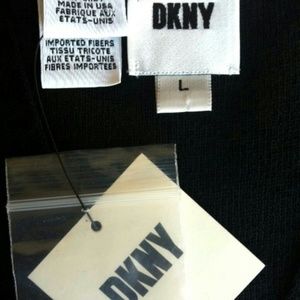 MADE IN USA
FABRIQUE AUX
ETATS-UNIS
IMPORTED FIBERS
TISSU TRICOTE
AUX ETATS-UNIS
FIBRES IMPORTEES
DKNY
L
DKNY